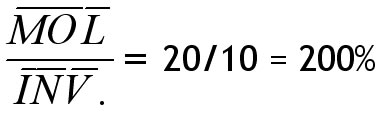 MOL
INV. = 20/10 = 200%